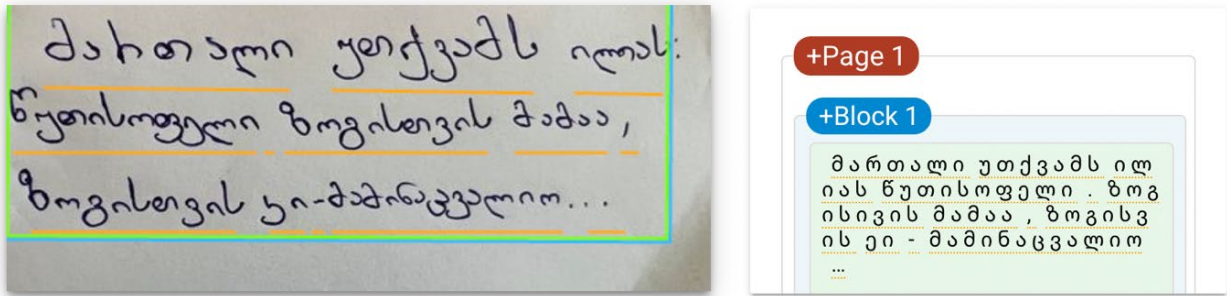 მართალი უთქვამს ილიას:
წუთისოფელი ზოგისთვის მამაა,
ზოგისთვის კი-მამინაცვალიო...
+Page 1
+Block 1
მართალი უთქვამს ილ
იას წუთისოფელი . ზოგ
ისივის მამაა , ზოგისვ
ის ეი - მამინაცვალიო
...